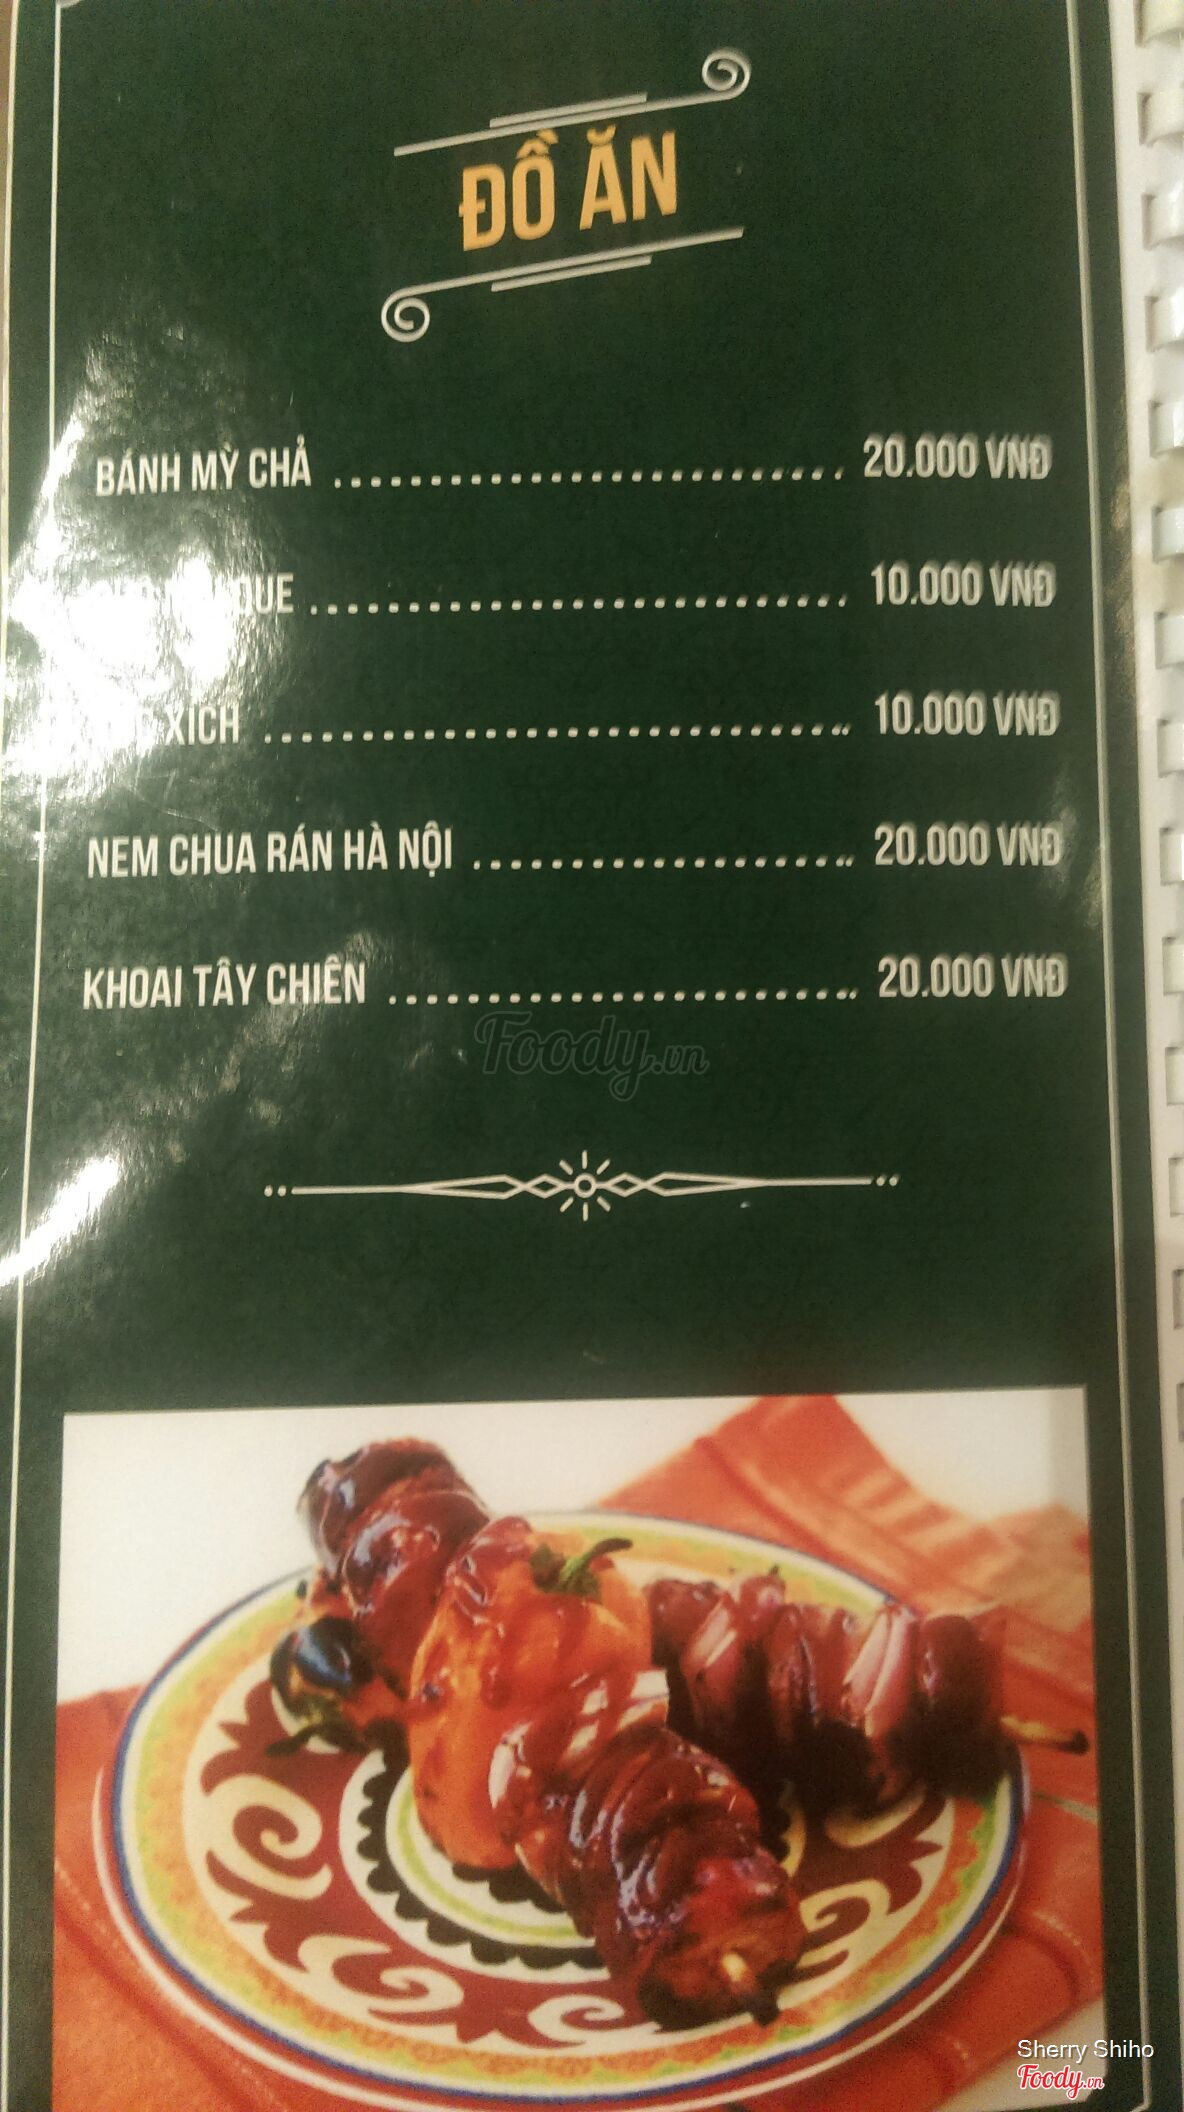 ĐỒ ĂN
BÁNH MỲ CHẢ ........................... 20.000 VNĐ
QUE ............................ 10.000 VNĐ
XÍCH .............................. 10.000 VNĐ
NEM CHUA RÁN HÀ NỘI .................... 20.000 VNĐ
KHOAI TÂY CHIÊN ......................... 20.000 VNĐ
Foody.vn
Sherry Shiho
Foody.vn